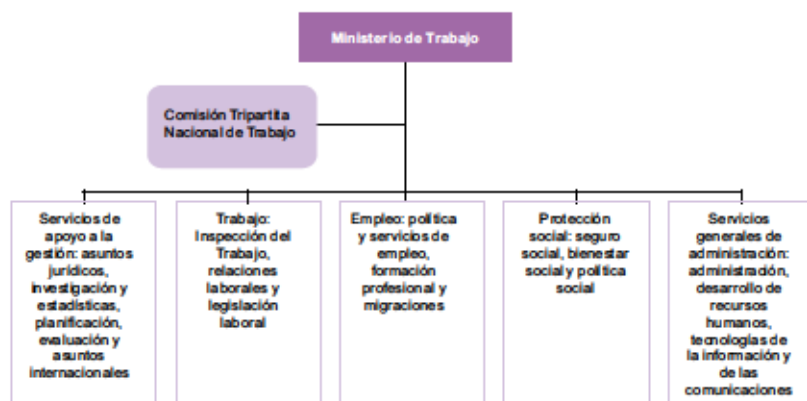 Ministerio de Trabajo
Comisión Tripartita
Nacional de Trabajo
Servicios de
apoyo a la
gestión: asuntos
jurídicos,
investigación y
estadísticas,
planificación,
evaluación y
asuntos
internacionales
Trabajo:
Inspección del
Trabajo,
relaciones
laborales y
legislación
laboral
Empleo: política
y servicios de
empleo,
formación
profesional y
migraciones
Protección
social: seguro
social, bienestar
social y política
social
Servicios
generales de
administración:
administración,
desarrollo de
recursos
humanos,
tecnologías de
la información y
de las
comunicaciones